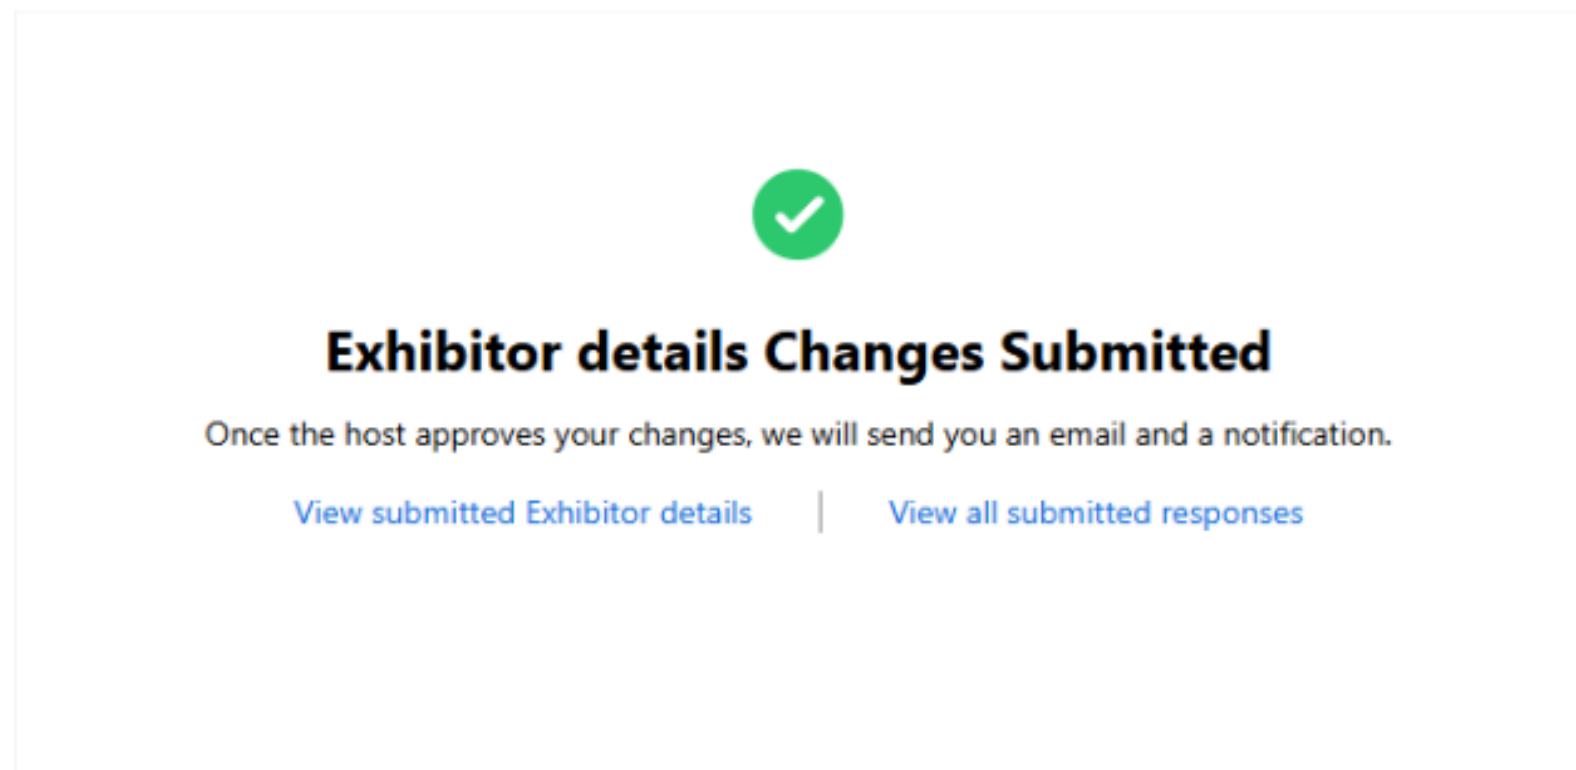 Exhibitor details Changes Submitted
Once the host approves your changes, we will send you an email and a notification.
View submitted Exhibitor details | View all submitted responses